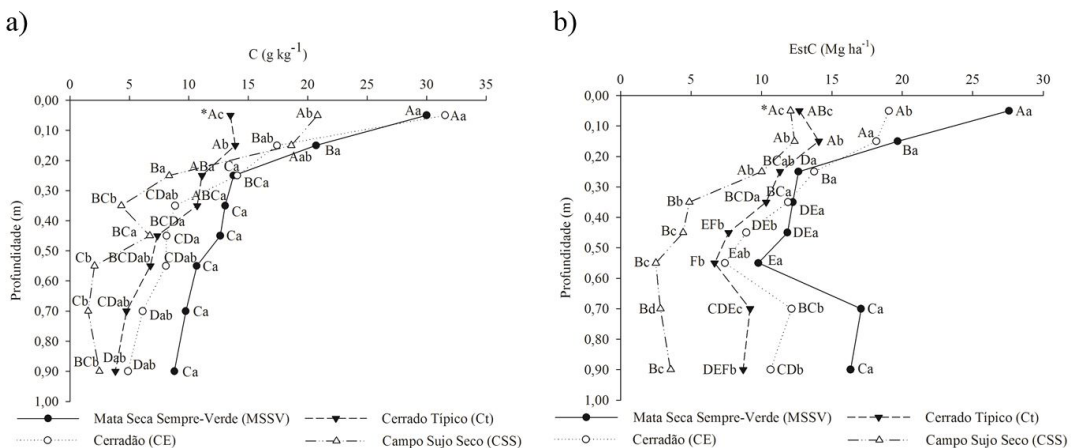 a)
C (g kg-1)
0 5 10 15 20 25 30 35
Profundidade (m)
0,00
*Ac Ab Aa Aa
0,10
Ab Bab Aab Ba
0,20
Ba ABa Ca BCa
0,30
BCb CDab ABCa Ca
0,40
BCa BCDa CDa Ca
0,50
Cb BCDab CDab Ca
0,60
0,70
Cb CDab Dab Ca
0,80
0,90
BCb Dab Dab Ca
1,00
Mata Seca Sempre-Verde (MSSV) Cerrado Típico (Ct)
Cerradão (CE) Campo Sujo Seco (CSS)
b)
EstC (Mg ha-1)
0 5 10 15 20 25 30
Profundidade (m)
0,00
*Ac ABc Ab Aa
0,10
Ab Ab Aa Ba
0,20
Ab BCab Da Ba
0,30
Bb BCDa BCa DEa
0,40
Bc EFb DEb DEa
0,50
Bc Fb Eab Ea
0,60
0,70
Bd CDEc BCb Ca
0,80
0,90
Bc DEFb CDb Ca
1,00
Mata Seca Sempre-Verde (MSSV) Cerrado Típico (Ct)
Cerradão (CE) Campo Sujo Seco (CSS)